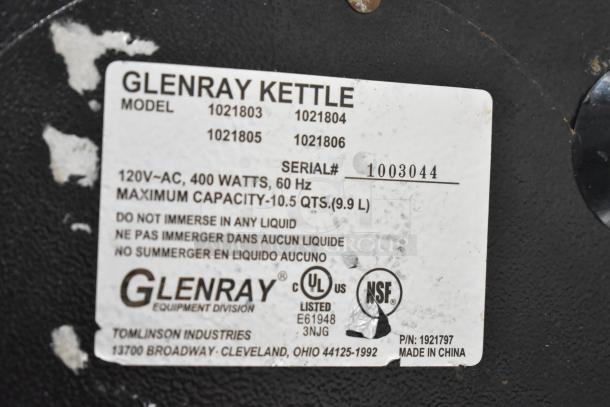 GLENRAY KETTLE
MODEL 1021803 1021804
1021805 1021806
SERIAL# 1003044
120V~AC, 400 WATTS, 60 Hz
MAXIMUM CAPACITY-10.5 QTS.(9.9 L)
DO NOT IMMERSE IN ANY LIQUID
NE PAS IMMERGER DANS AUCUN LIQUIDE
NO SUMMERGER EN LIQUIDO AUCUNO
GLENRAY®
EQUIPMENT DIVISION
C UL US
LISTED
E61948
3NJG
NSF®
TOMLINSON INDUSTRIES
13700 BROADWAY· CLEVELAND, OHIO 44125-1992
P/N: 1921797
MADE IN CHINA